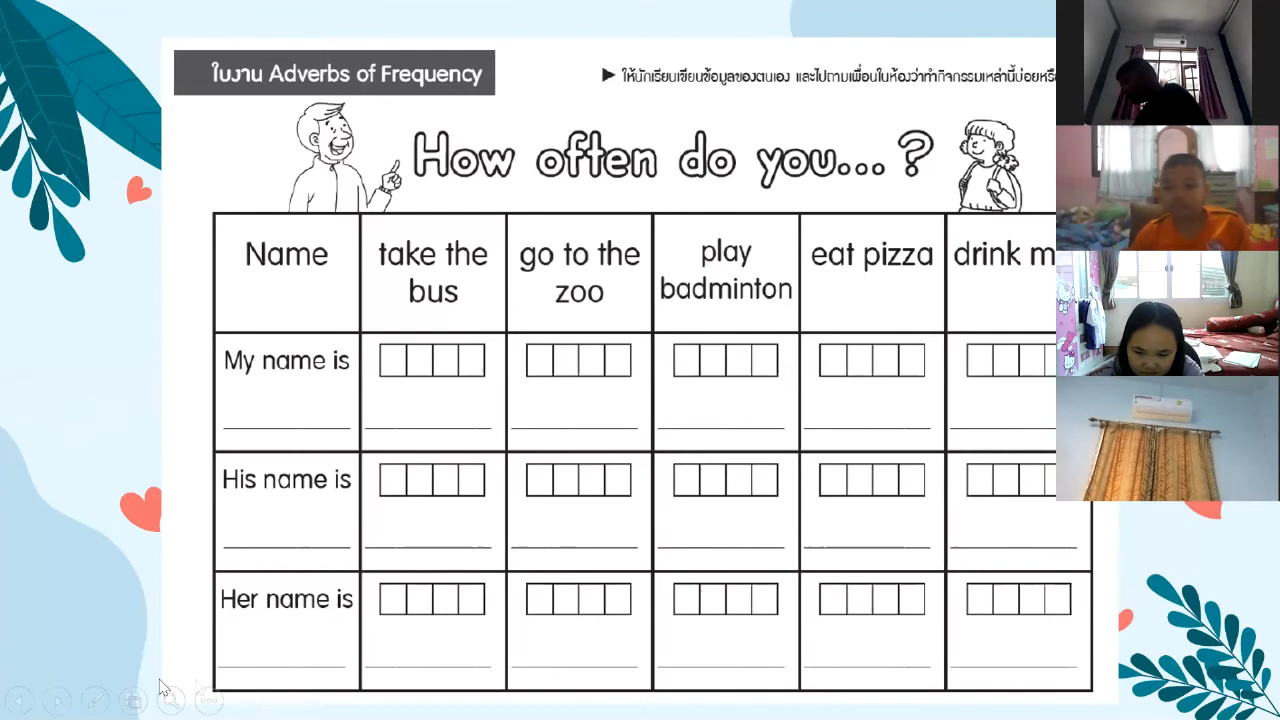 ใบงาน Adverbs of Frequency
▶ ให้นักเรียนเขียนข้อมูลของตนเอง และไปถามเพื่อนในห้องว่าทำกิจกรรมเหล่านี้บ่อยหรือ
How often do you... ?
Name take the bus go to the zoo play badminton eat pizza drink m
My name is
His name is
Her name is